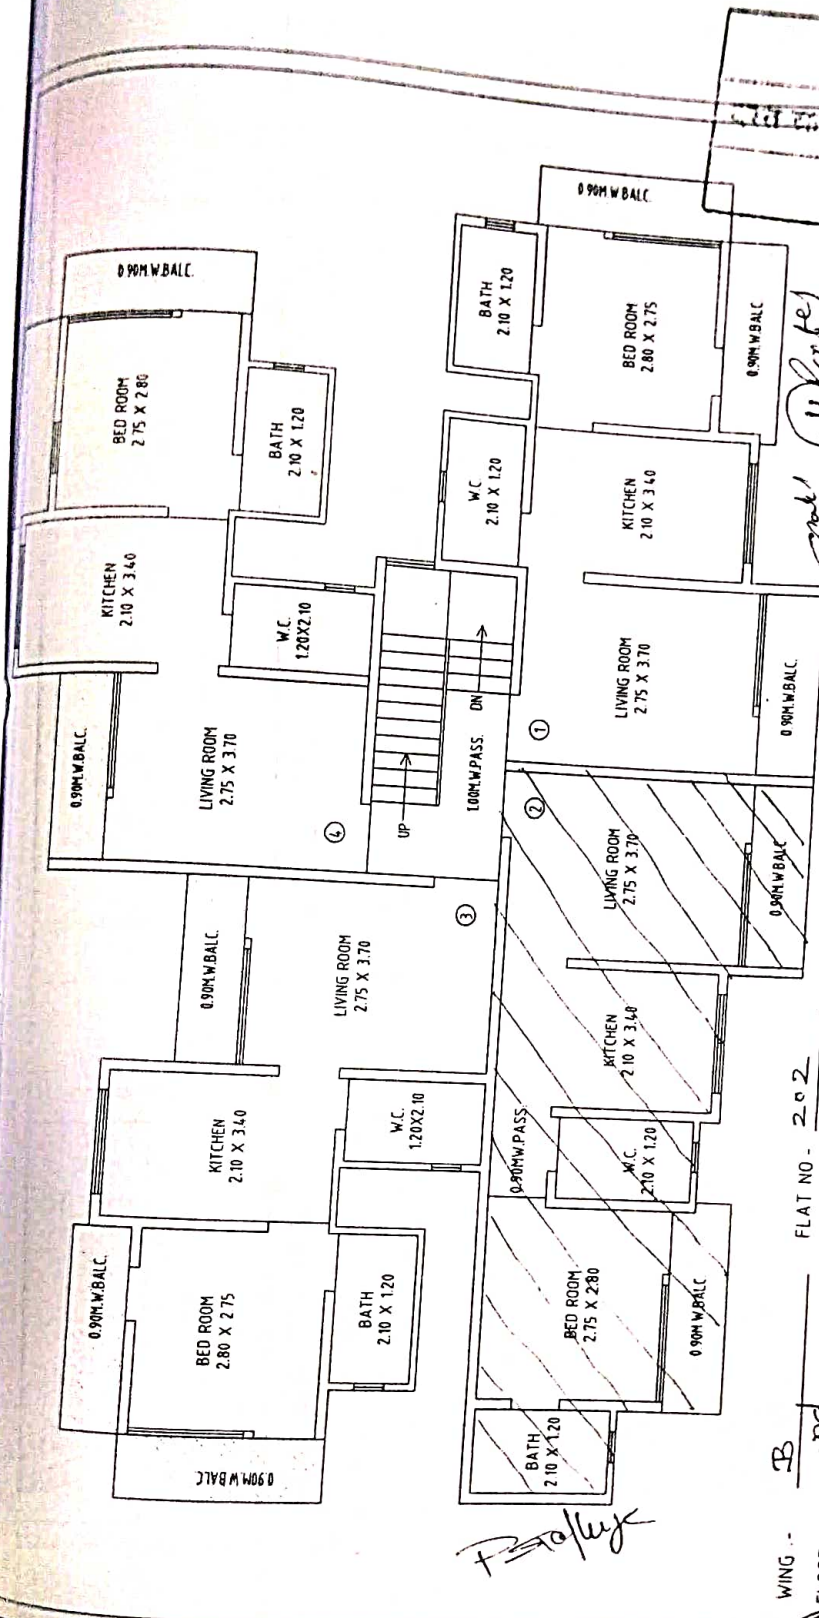 0.90M.W.BALC.
BED ROOM
2.75 X 2.80
BATH
2.10 X 1.20
KITCHEN
2.10 X 3.40
W.C.
1.20X2.10
0.90M.W.BALC.
LIVING ROOM
2.75 X 3.70
4
UP
DN
1.00M.W.PASS.
0.90M.W.BALC.
BATH
2.10 X 1.20
BED ROOM
2.80 X 2.75
0.90M.W.BALC
W.C.
2.10 X 1.20
KITCHEN
2.10 X 3.40
LIVING ROOM
2.75 X 3.70
0.90M.W.BALC.
1
2
LIVING ROOM
2.75 X 3.70
0.90M.W.BALC
KITCHEN
2.10 X 3.40
0.90M.W.PASS.
W.C.
2.10 X 1.20
BED ROOM
2.75 X 2.80
0.90M.W.BALC
BATH
2.10 X 1.20
3
LIVING ROOM
2.75 X 3.70
0.90M.W.BALC.
KITCHEN
2.10 X 3.40
W.C.
1.20X2.10
0.90M.W.BALC.
BED ROOM
2.80 X 2.75
BATH
2.10 X 1.20
0.90M.W.BALC
WING :- B
FLAT NO - 202